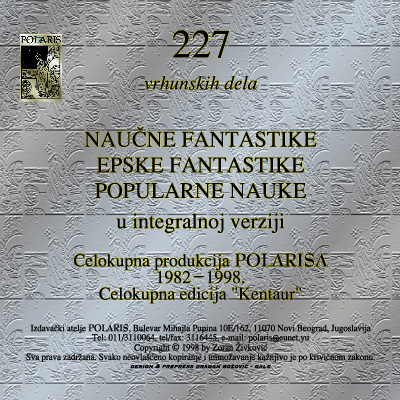 POLARIS
227
vrhunskih dela
NAUČNE FANTASTIKE
EPSKE FANTASTIKE
POPULARNE NAUKE
u integralnoj verziji
Celokupna produkcija POLARISA
1982 – 1998,
Celokupna edicija "Kentaur"
Izdavački atelje POLARIS, Bulevar Mihajla Pupina 10E/162, 11070 Novi Beograd, Jugoslavija
Tel: 011/3110064, tel/fax: 3116445, e-mail: polaris@eunet.yu
Copyright © 1998 by Zoran Živković
Sva prava zadržana. Svako neovlašćeno kopiranje i umnožavanje kažnjivo je po krivičnom zakonu.
DESIGN & PREPRESS DRAGAN BOŽOVIĆ - GALE